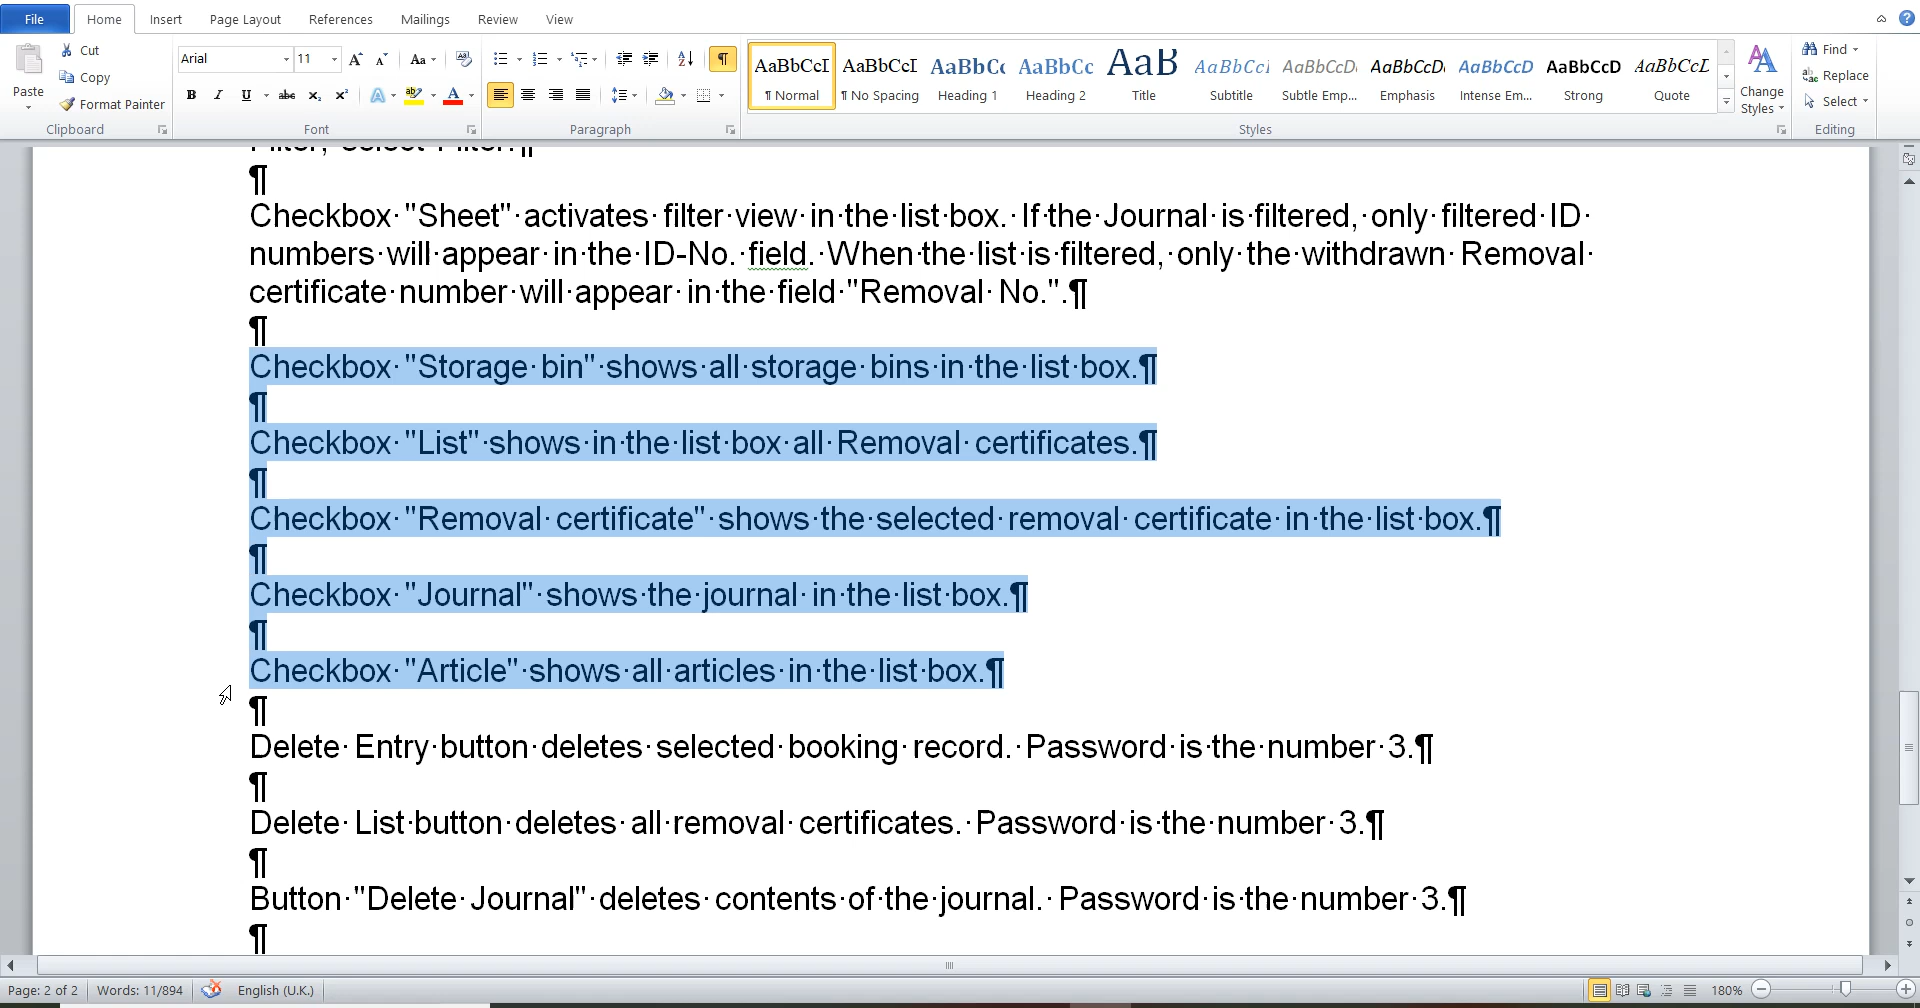 File Home Insert Page Layout References Mailings Review View
Cut
Copy
Format Painter
Paste
Clipboard
Arial 11
Font
Paragraph
AaBbCcI AaBbCcI AaBbCc AaBbCc AaB AaBbCcI AaBbCcD AaBbCcD AaBbCcD AaBbCcD AaBbCcL
¶ Normal ¶ No Spacing Heading 1 Heading 2 Title Subtitle Subtle Emp... Emphasis Intense Em... Strong Quote
Styles
Change
Styles
Find
Replace
Select
Editing
¶
Checkbox "Sheet" activates filter view in the list box. If the Journal is filtered, only filtered ID
numbers will appear in the ID-No. field. When the list is filtered, only the withdrawn Removal
certificate number will appear in the field "Removal No.".¶
¶
Checkbox "Storage bin" shows all storage bins in the list box.¶
¶
Checkbox "List" shows in the list box all Removal certificates.¶
¶
Checkbox "Removal certificate" shows the selected removal certificate in the list box.¶
¶
Checkbox "Journal" shows the journal in the list box.¶
¶
Checkbox "Article" shows all articles in the list box.¶
¶
Delete Entry button deletes selected booking record. Password is the number 3.¶
¶
Delete List button deletes all removal certificates. Password is the number 3.¶
¶
Button "Delete Journal" deletes contents of the journal. Password is the number 3.¶
¶
Page: 2 of 2 Words: 11/894 English (U.K.) 180%